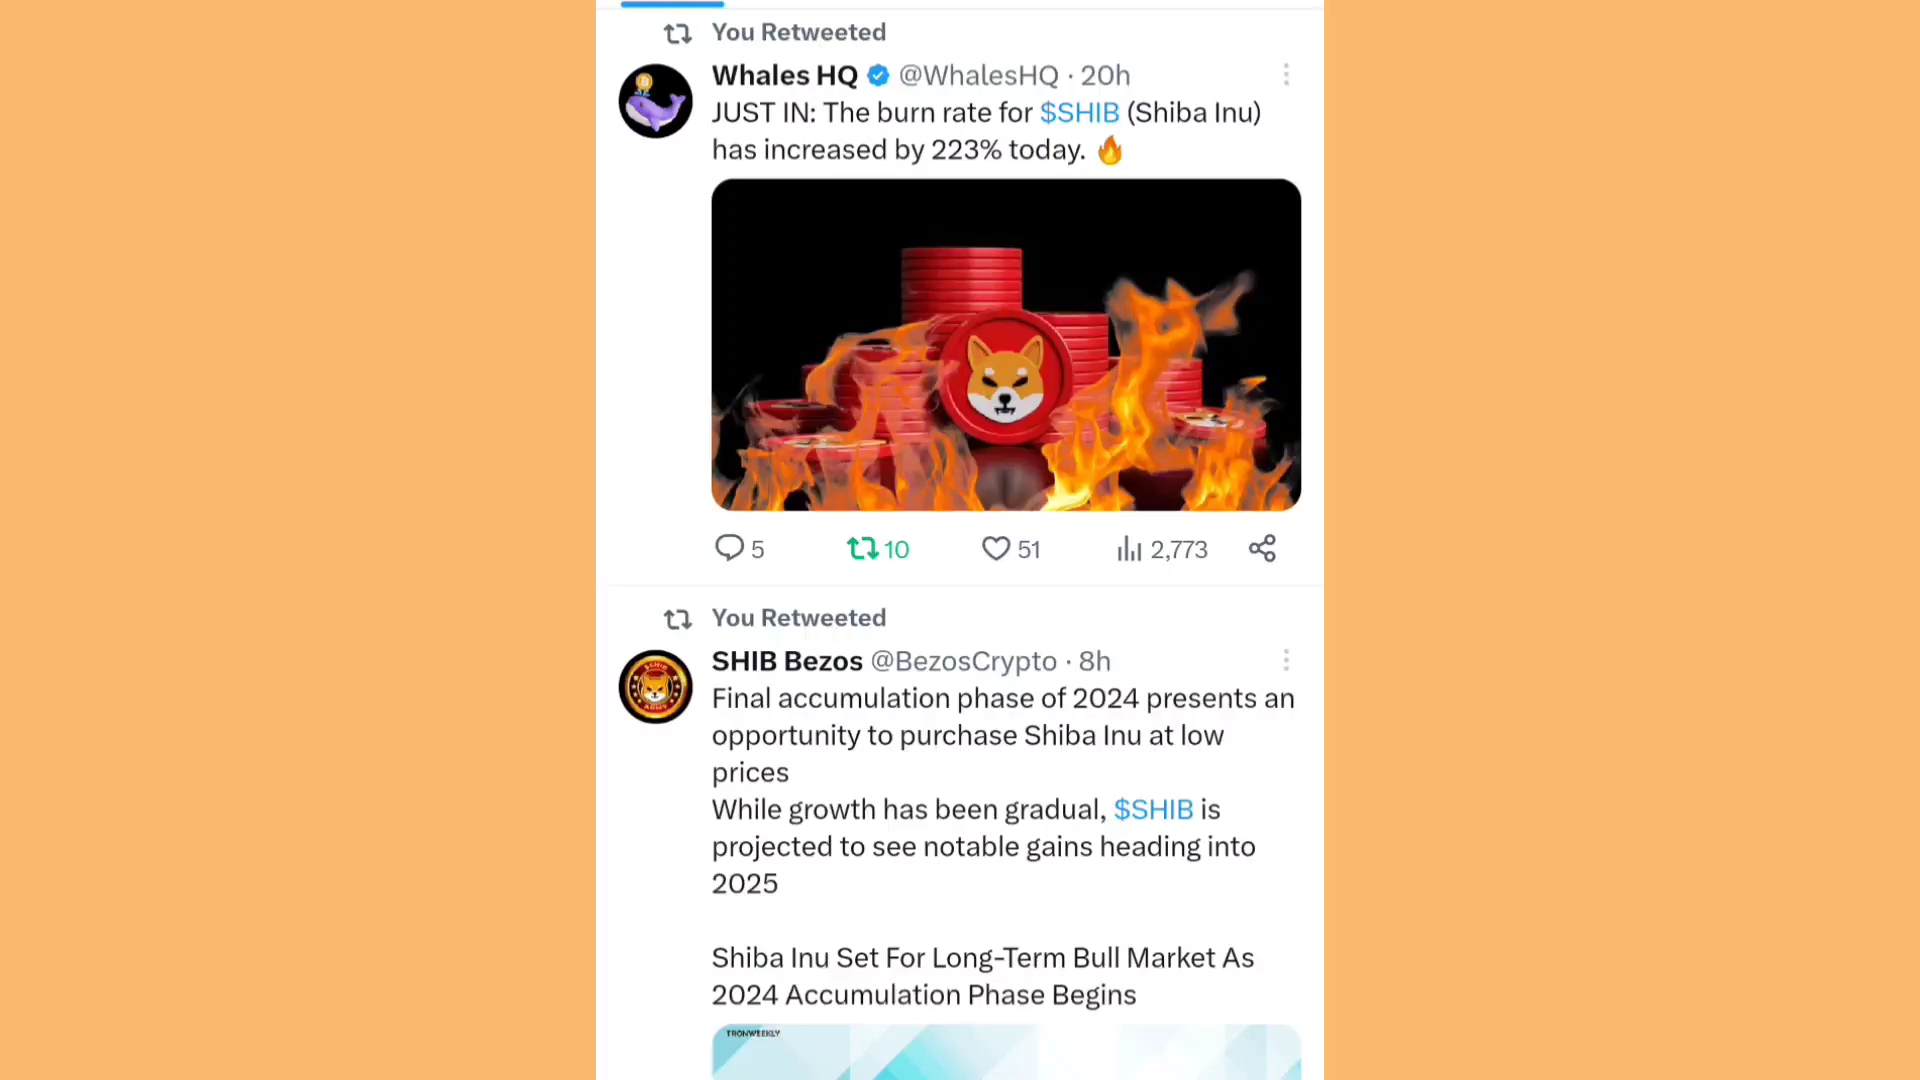 You Retweeted
Whales HQ @WhalesHQ · 20h
JUST IN: The burn rate for $SHIB (Shiba Inu)
has increased by 223% today. 🔥
5 10 51 2,773
You Retweeted
SHIB Bezos @BezosCrypto · 8h
Final accumulation phase of 2024 presents an
opportunity to purchase Shiba Inu at low
prices
While growth has been gradual, $SHIB is
projected to see notable gains heading into
2025
Shiba Inu Set For Long-Term Bull Market As
2024 Accumulation Phase Begins
TRONWEEKLY